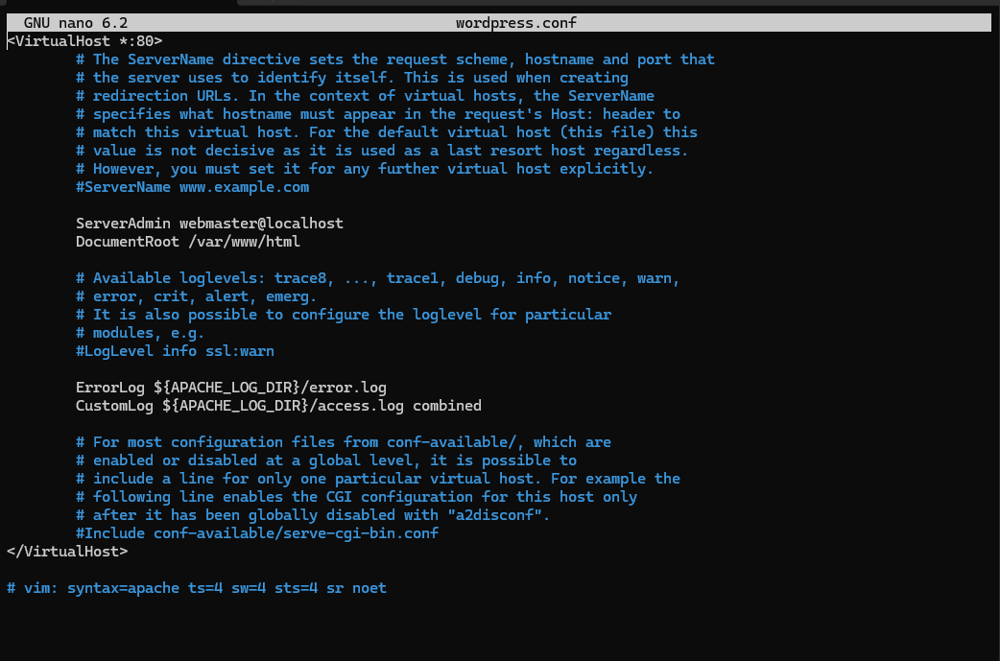 GNU nano 6.2 wordpress.conf
<VirtualHost *:80>
# The ServerName directive sets the request scheme, hostname and port that
# the server uses to identify itself. This is used when creating
# redirection URLs. In the context of virtual hosts, the ServerName
# specifies what hostname must appear in the request's Host: header to
# match this virtual host. For the default virtual host (this file) this
# value is not decisive as it is used as a last resort host regardless.
# However, you must set it for any further virtual host explicitly.
#ServerName www.example.com
ServerAdmin webmaster@localhost
DocumentRoot /var/www/html
# Available loglevels: trace8, ..., trace1, debug, info, notice, warn,
# error, crit, alert, emerg.
# It is also possible to configure the loglevel for particular
# modules, e.g.
#LogLevel info ssl:warn
ErrorLog ${APACHE_LOG_DIR}/error.log
CustomLog ${APACHE_LOG_DIR}/access.log combined
# For most configuration files from conf-available/, which are
# enabled or disabled at a global level, it is possible to
# include a line for only one particular virtual host. For example the
# following line enables the CGI configuration for this host only
# after it has been globally disabled with "a2disconf".
#Include conf-available/serve-cgi-bin.conf
</VirtualHost>
# vim: syntax=apache ts=4 sw=4 sts=4 sr noet